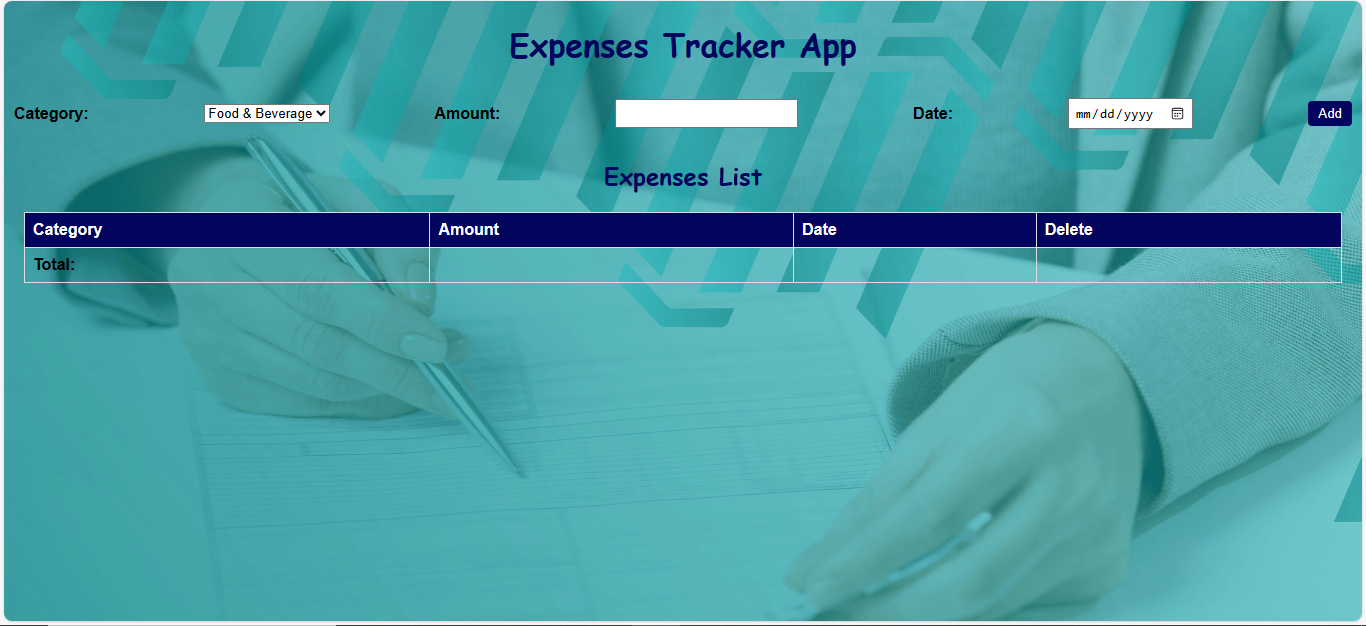 Expenses Tracker App
Category: Food & Beverage Amount: Date: mm/dd/yyyy Add
Expenses List
Category Amount Date Delete
Total: